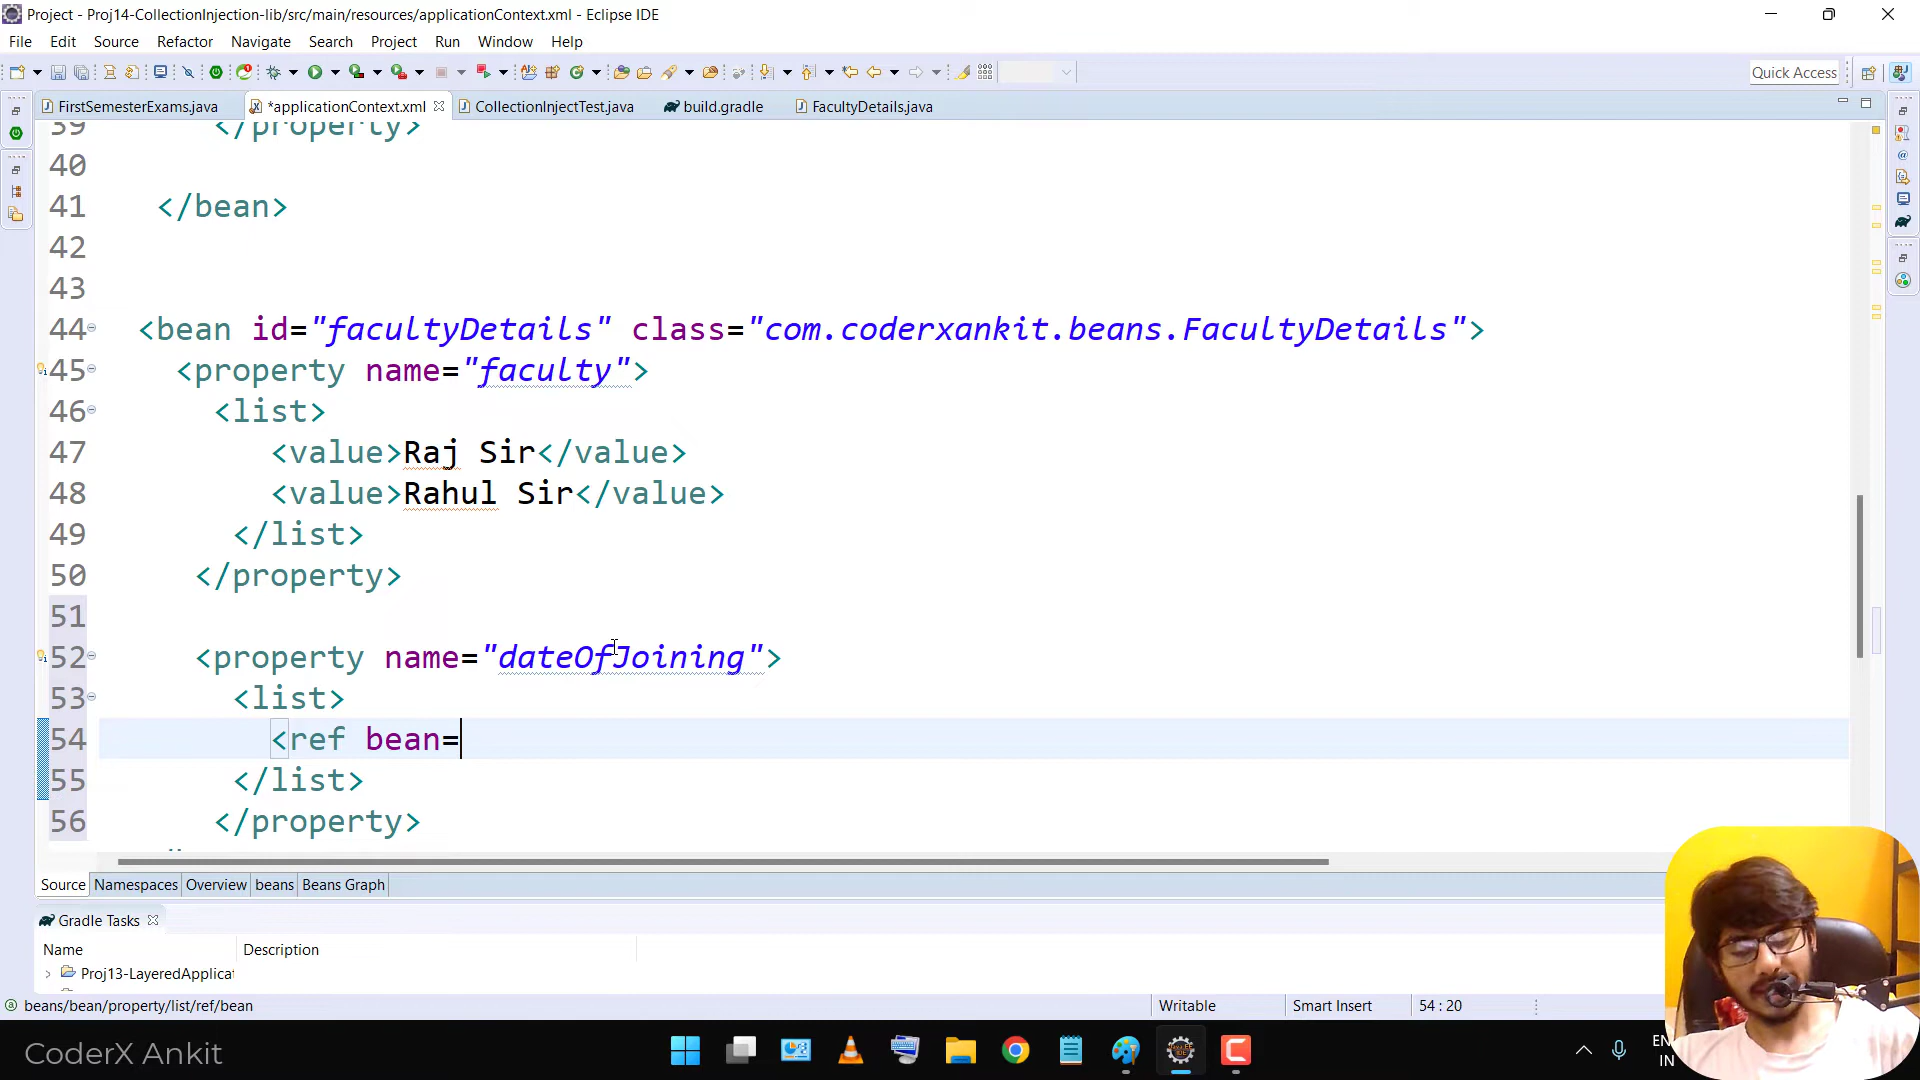 Project - Proj14-CollectionInjection-lib/src/main/resources/applicationContext.xml - Eclipse IDE
File Edit Source Refactor Navigate Search Project Run Window Help
Quick Access
FirstSemesterExams.java *applicationContext.xml CollectionInjectTest.java build.gradle FacultyDetails.java
39 </property>
40
41 </bean>
42
43
44 <bean id="facultyDetails" class="com.coderxankit.beans.FacultyDetails">
45 <property name="faculty">
46 <list>
47 <value>Raj Sir</value>
48 <value>Rahul Sir</value>
49 </list>
50 </property>
51
52 <property name="dateOfJoining">
53 <list>
54 <ref bean=
55 </list>
56 </property>
Source Namespaces Overview beans Beans Graph
Gradle Tasks
Name Description
Proj13-LayeredApplicat
beans/bean/property/list/ref/bean Writable Smart Insert 54 : 20
CoderX Ankit
EN
IN